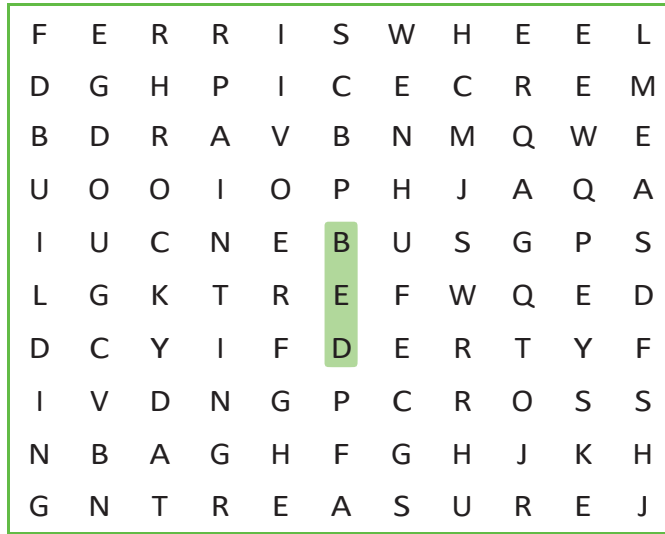 F E R R I S W H E E L
D G H P I C E C R E M
B D R A V B N M Q W E
U O O I O P H J A Q A
I U C N E B U S G P S
L G K T R E F W Q E D
D C Y I F D E R T Y F
I V D N G P C R O S S
N B A G H F G H J K H
G N T R E A S U R E J